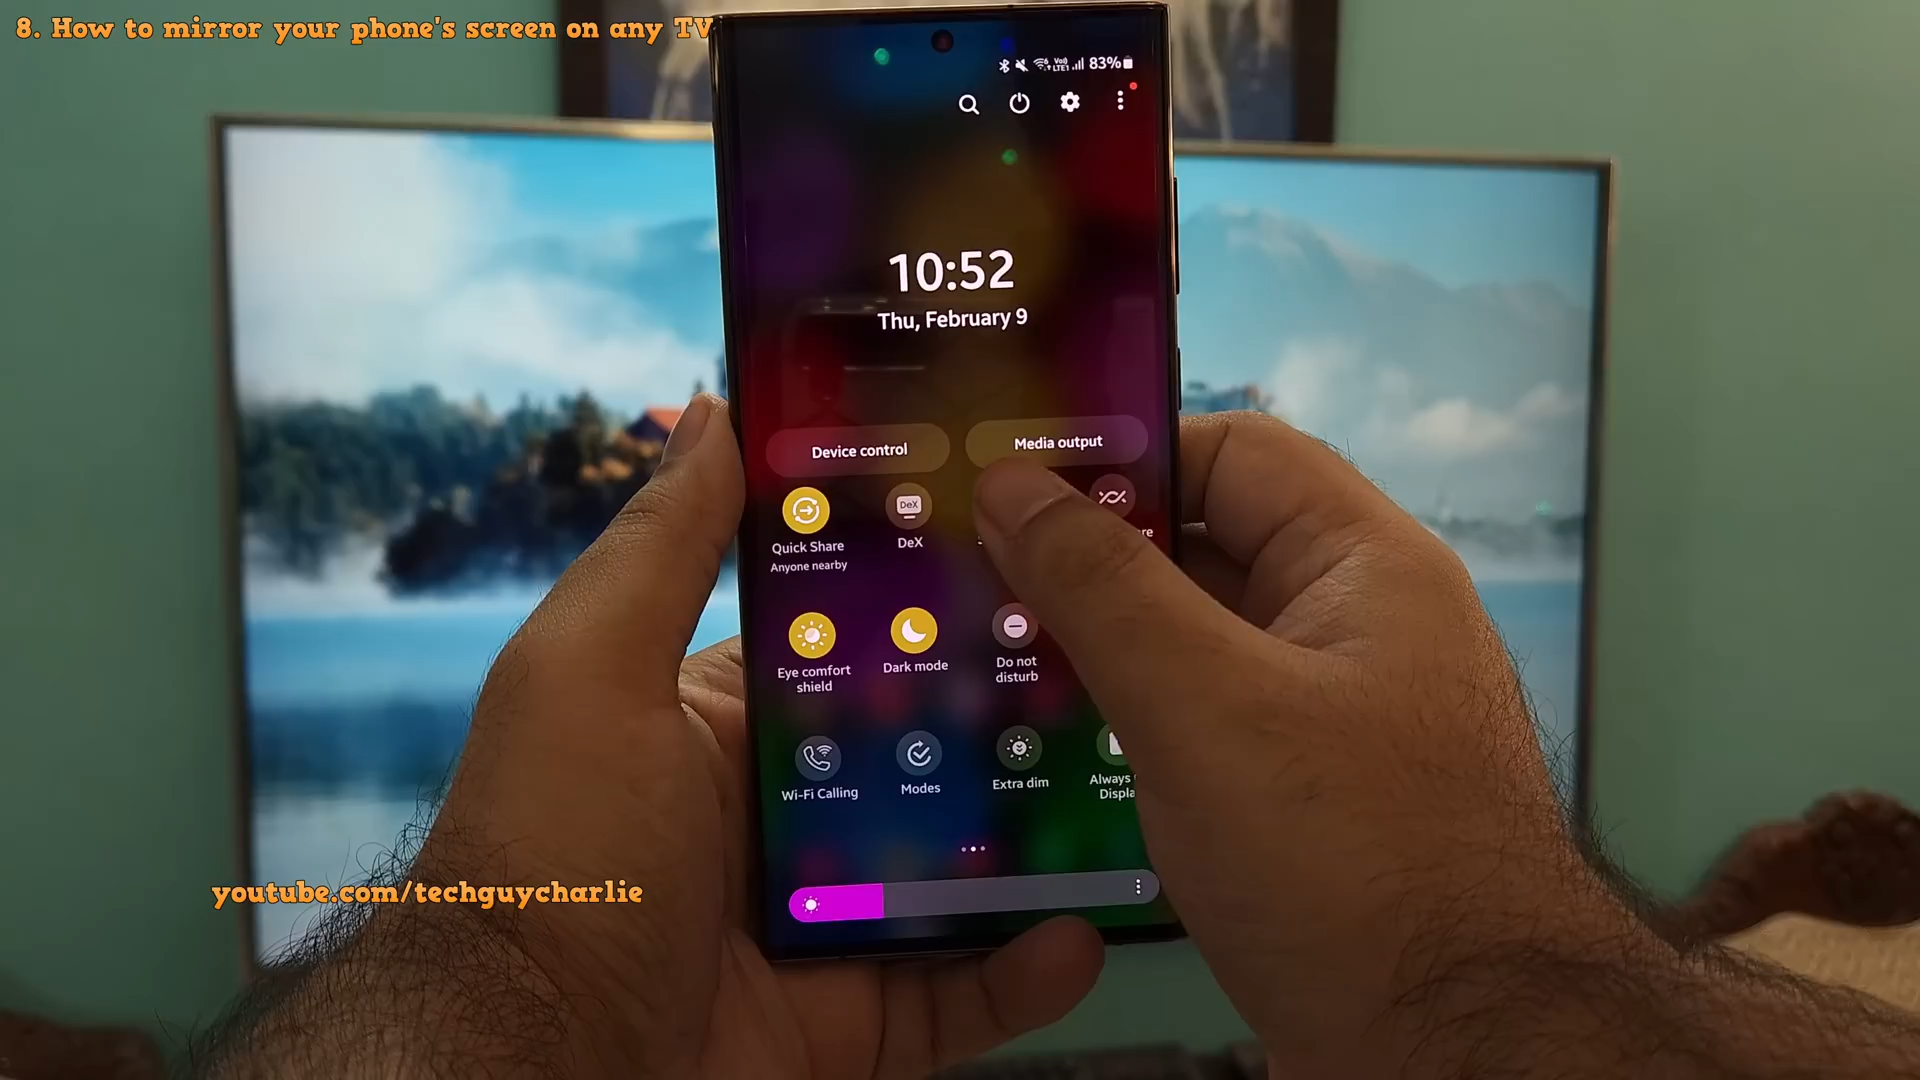 8. How to mirror your phone's screen on any TV
83%
10:52
Thu, February 9
Device control
Media output
DeX
Quick Share
Anyone nearby
DeX
Eye comfort
shield
Dark mode
Do not
disturb
Wi-Fi Calling
Modes
Extra dim
Always
youtube.com/techguycharlie